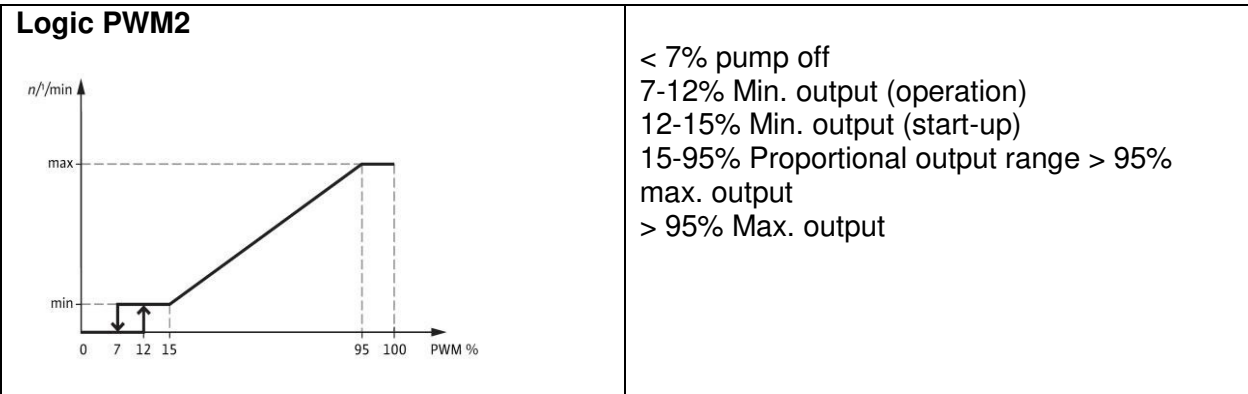 Logic PWM2
n/¹/min
max
min
0 7 12 15 95 100 PWM %
< 7% pump off
7-12% Min. output (operation)
12-15% Min. output (start-up)
15-95% Proportional output range > 95%
max. output
> 95% Max. output